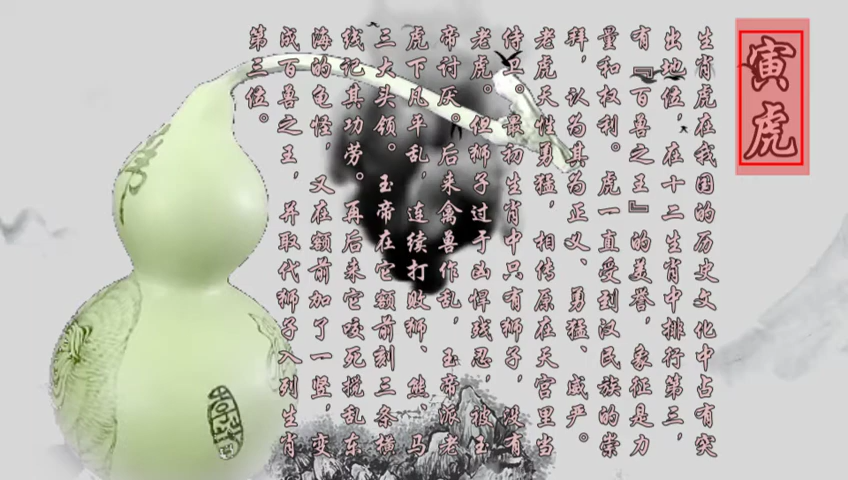 寅虎
生肖虎在我国的历史文化中占有突
出地位，在十二生肖中排行第三，
有『百兽之王』的美誉，象征是力
量和权利。虎一直受到汉民族的崇
拜，认为其为正义、勇猛、威严。
老虎天性勇猛，相传原在天宫里当
侍卫。最初生肖中只有狮子，没有
老虎。但狮子过于凶悍残忍，被玉
帝讨厌。后来禽兽作乱，玉帝派老
虎下凡平乱，连续打败狮、熊、马
三大头领。玉帝在它额前刻三条横
线记其功劳。再后来它咬死搅乱东
海的龟怪，又在额前加了一竖，变
成百兽之王，并取代狮子入列生肖
第三位。